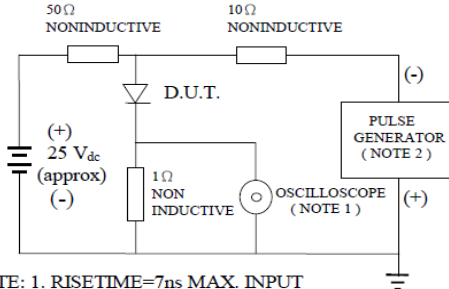 50Ω
NONINDUCTIVE
10Ω
NONINDUCTIVE
D.U.T.
(-)
PULSE
GENERATOR
( NOTE 2 )
(+)
25 Vdc
(approx)
(-)
1Ω
NON
INDUCTIVE
OSCILLOSCOPE
( NOTE 1 )
(+)
TE: 1. RISETIME=7ns MAX. INPUT